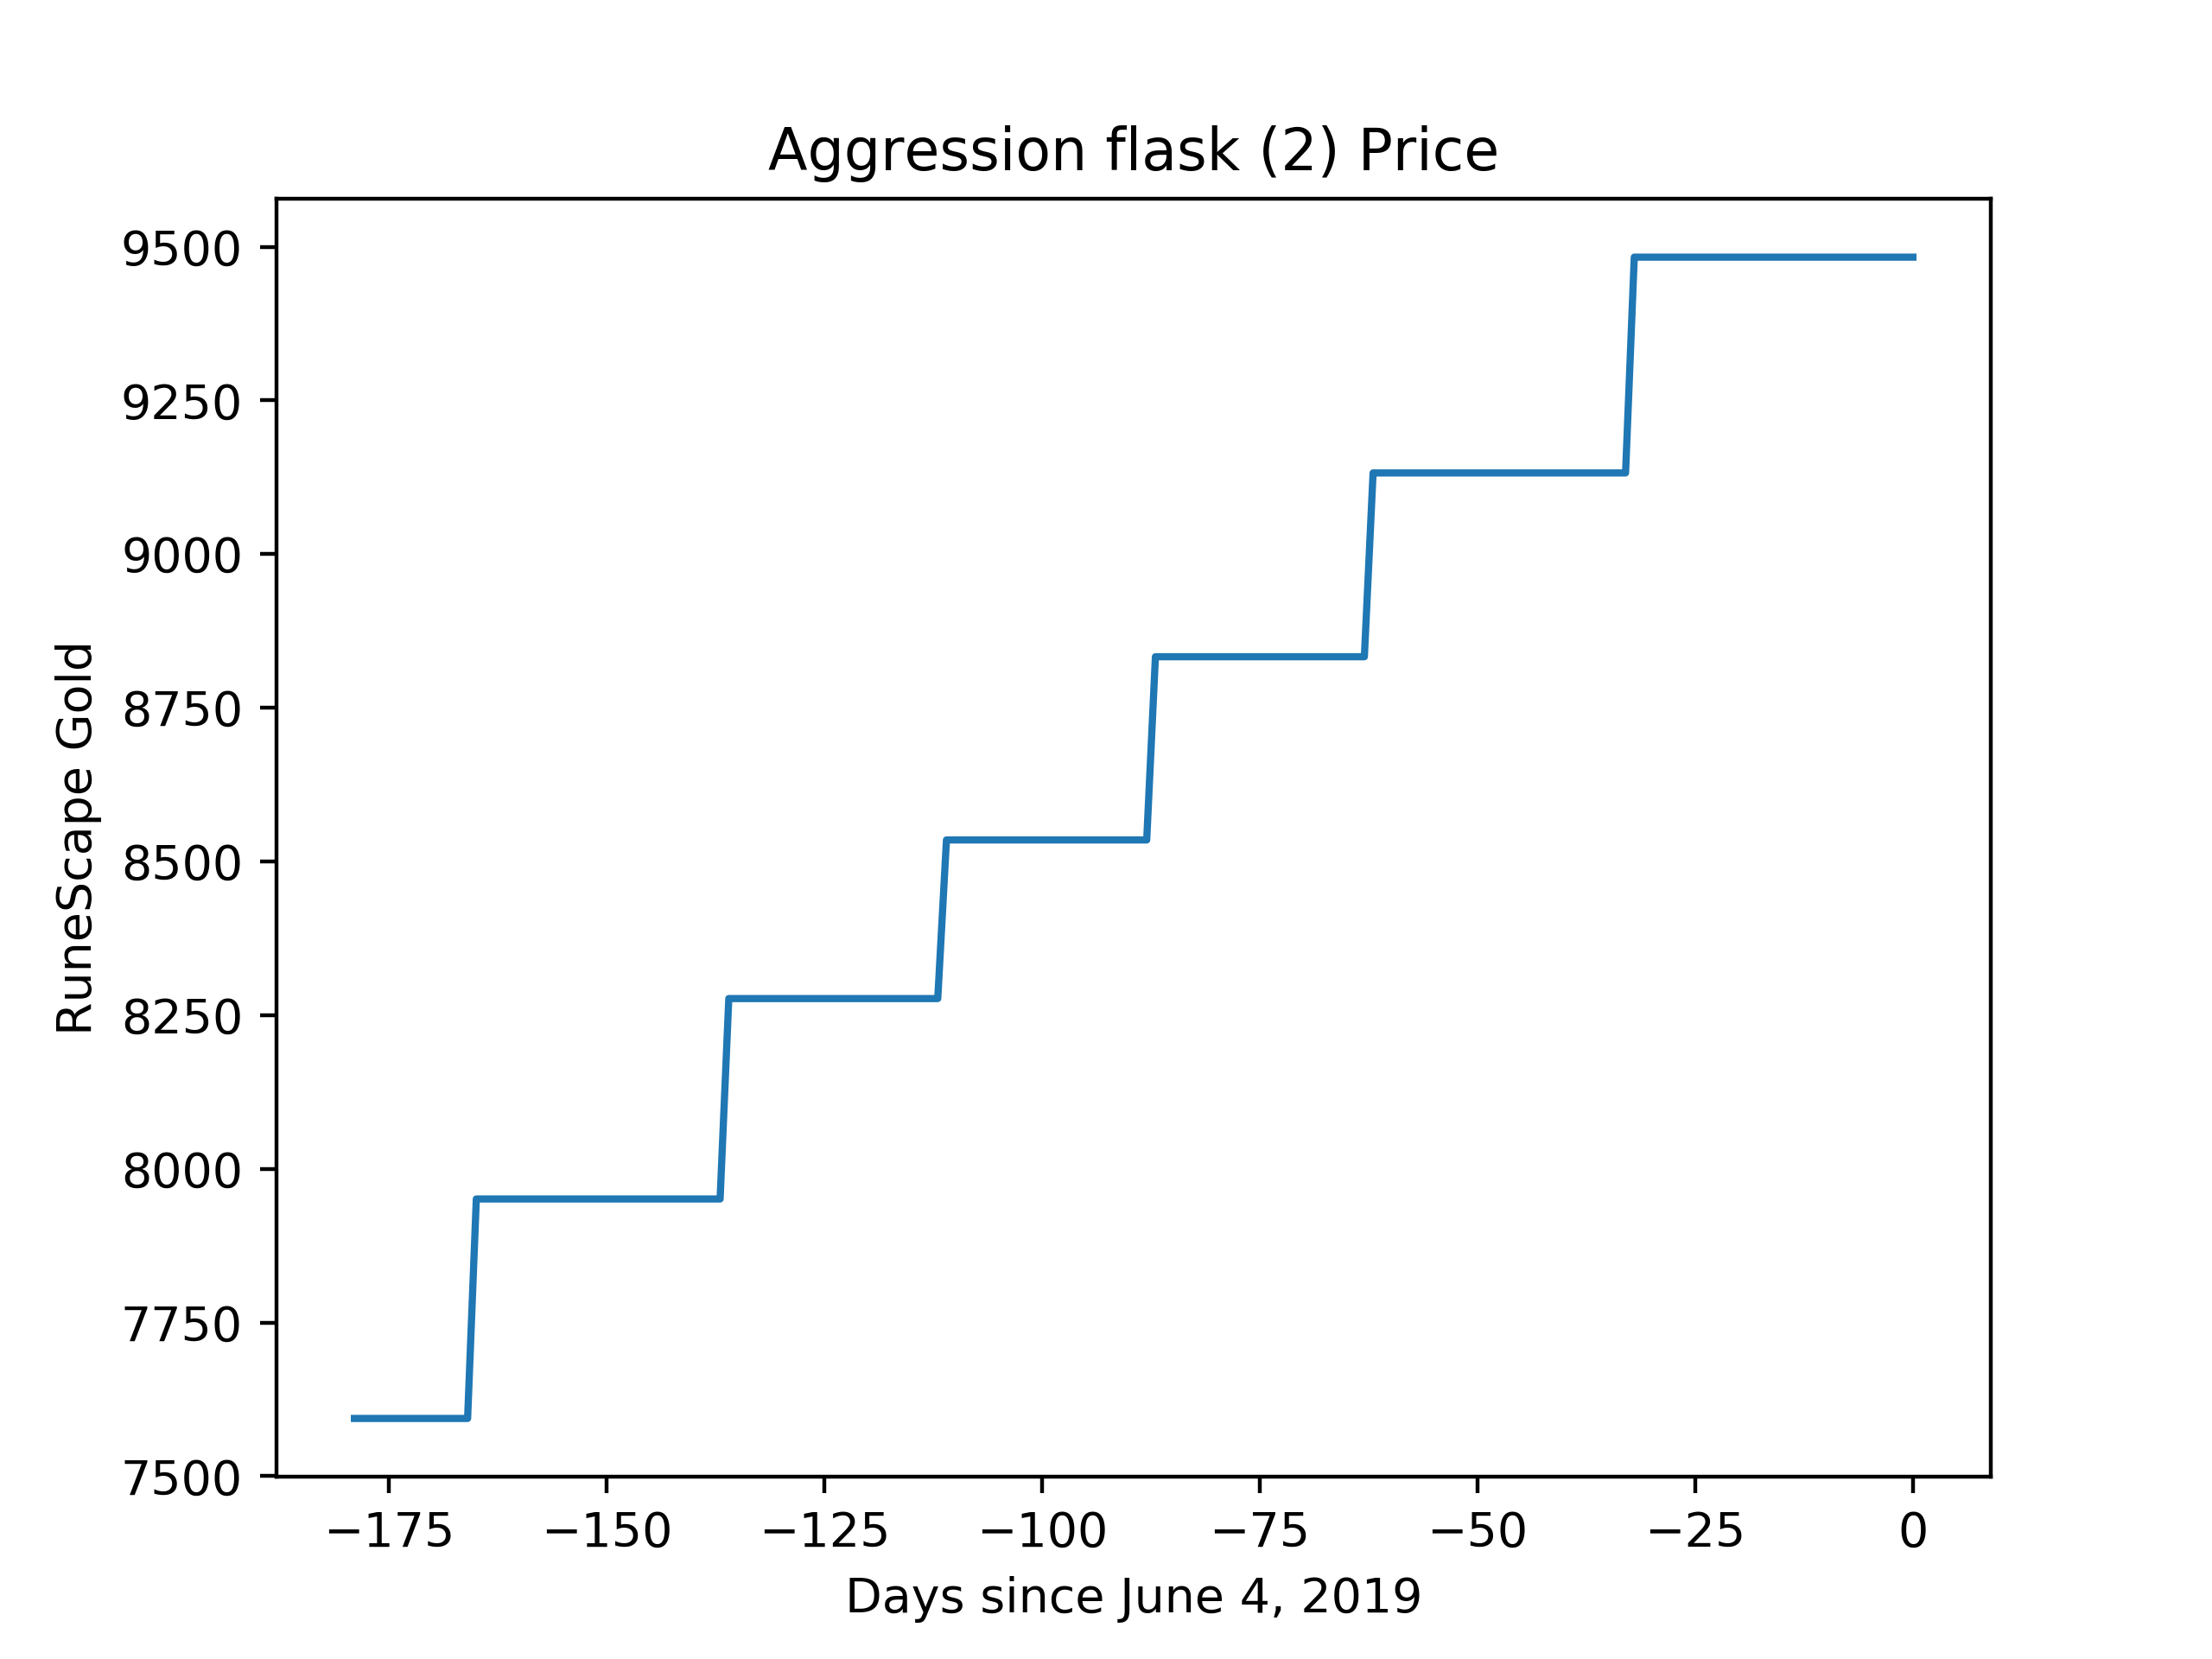 Aggression flask (2) Price
RuneScape Gold
9500
9250
9000
8750
8500
8250
8000
7750
7500
−175 −150 −125 −100 −75 −50 −25 0
Days since June 4, 2019